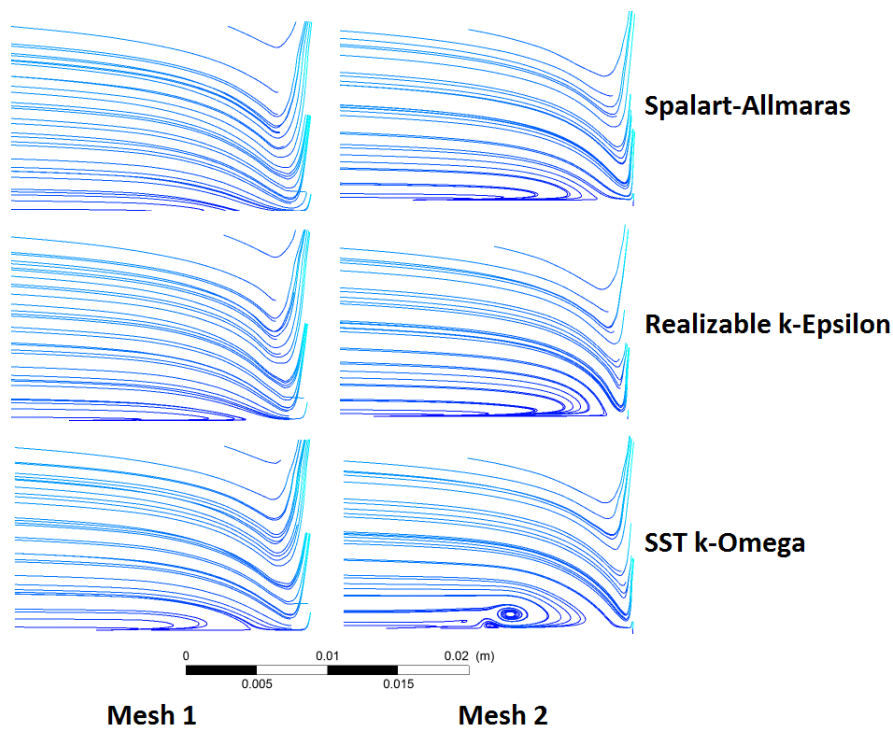 Spalart-Allmaras
Realizable k-Epsilon
SST k-Omega
0 0.01 0.02 (m)
0.005 0.015
Mesh 1 Mesh 2